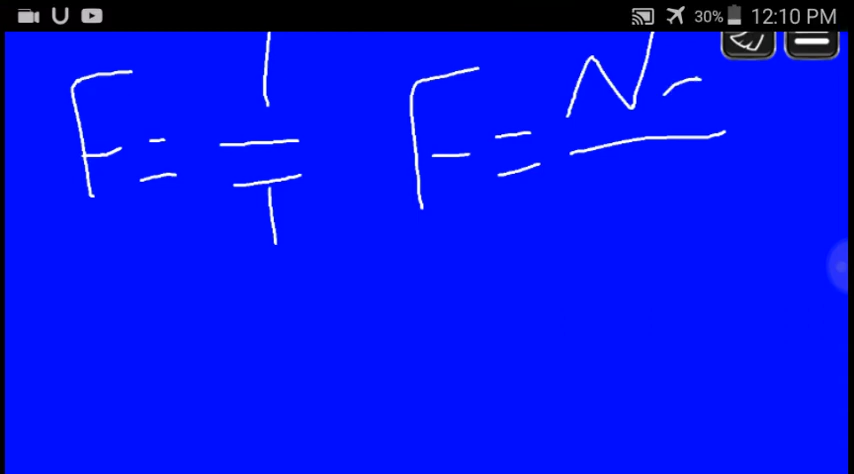 30% 12:10 PM
F = 1/T F = N